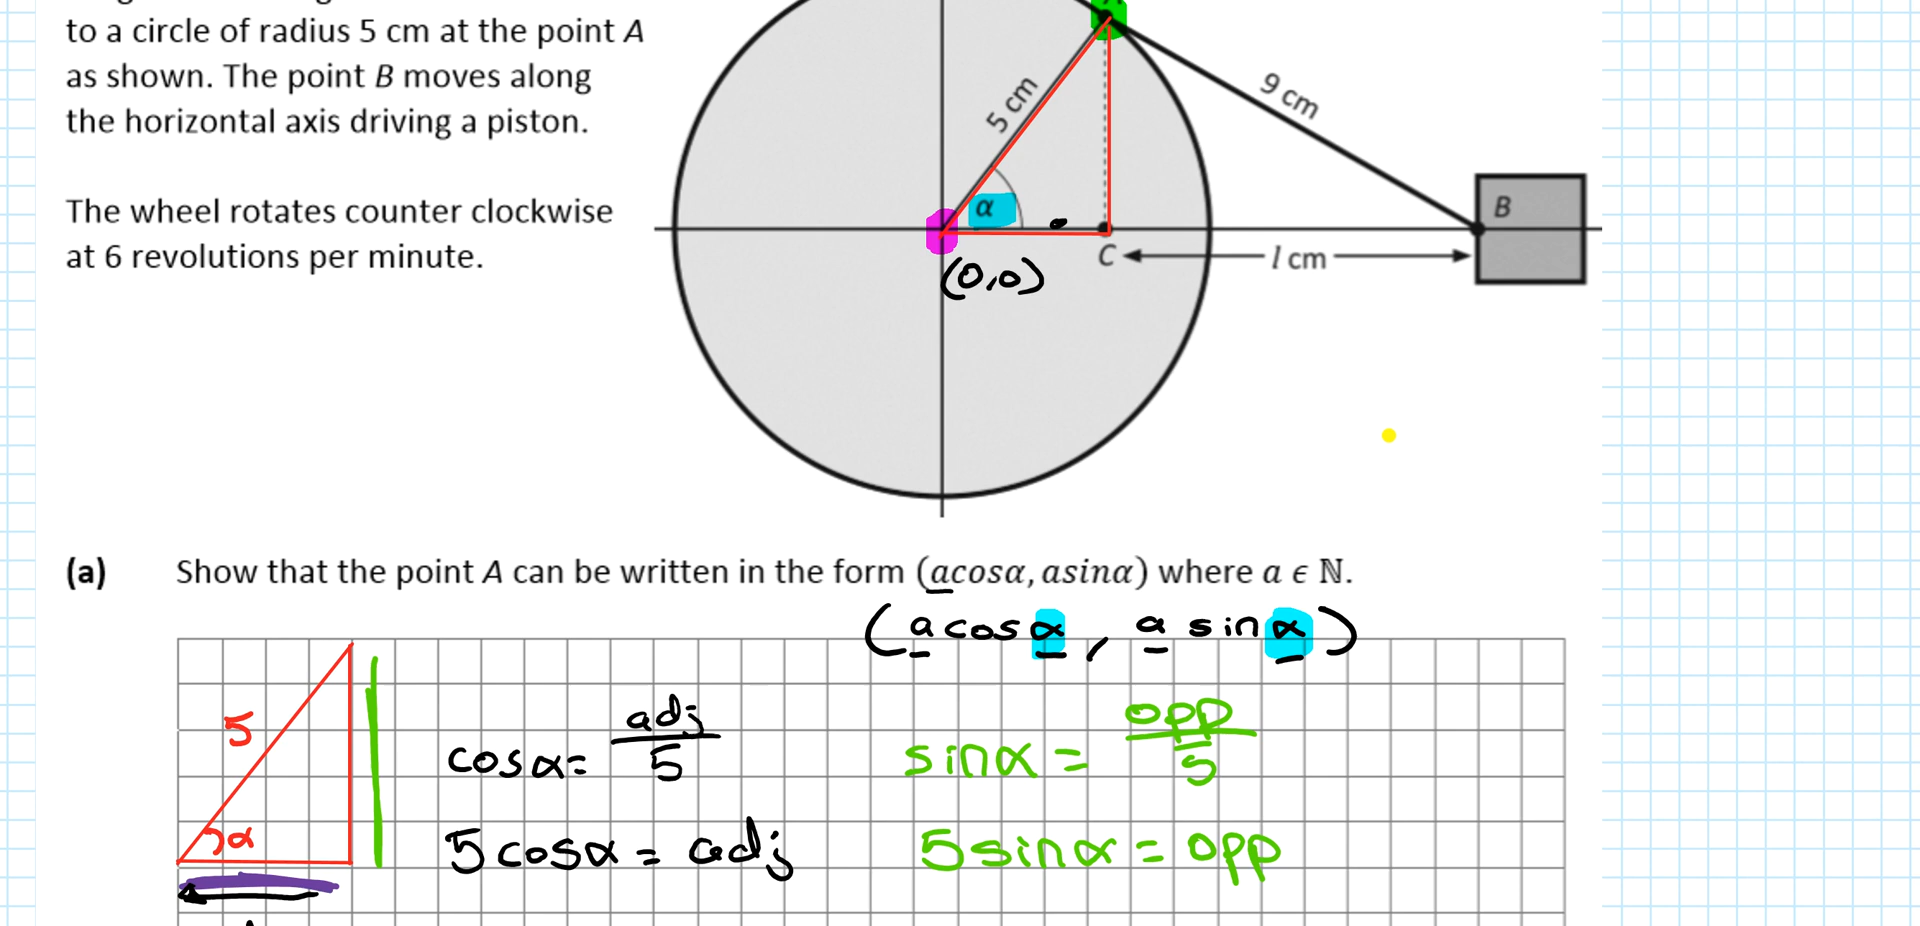 to a circle of radius 5 cm at the point A
as shown. The point B moves along
the horizontal axis driving a piston.
The wheel rotates counter clockwise
at 6 revolutions per minute.
5 cm
9 cm
α
B
C
l cm
(0,0)
(a) Show that the point A can be written in the form (acosα, asinα) where a ϵ ℕ.
(a cos α , a sin α)
5
α
cosα = adj/5
sinα = opp/5
5cosα = adj
5sinα = opp